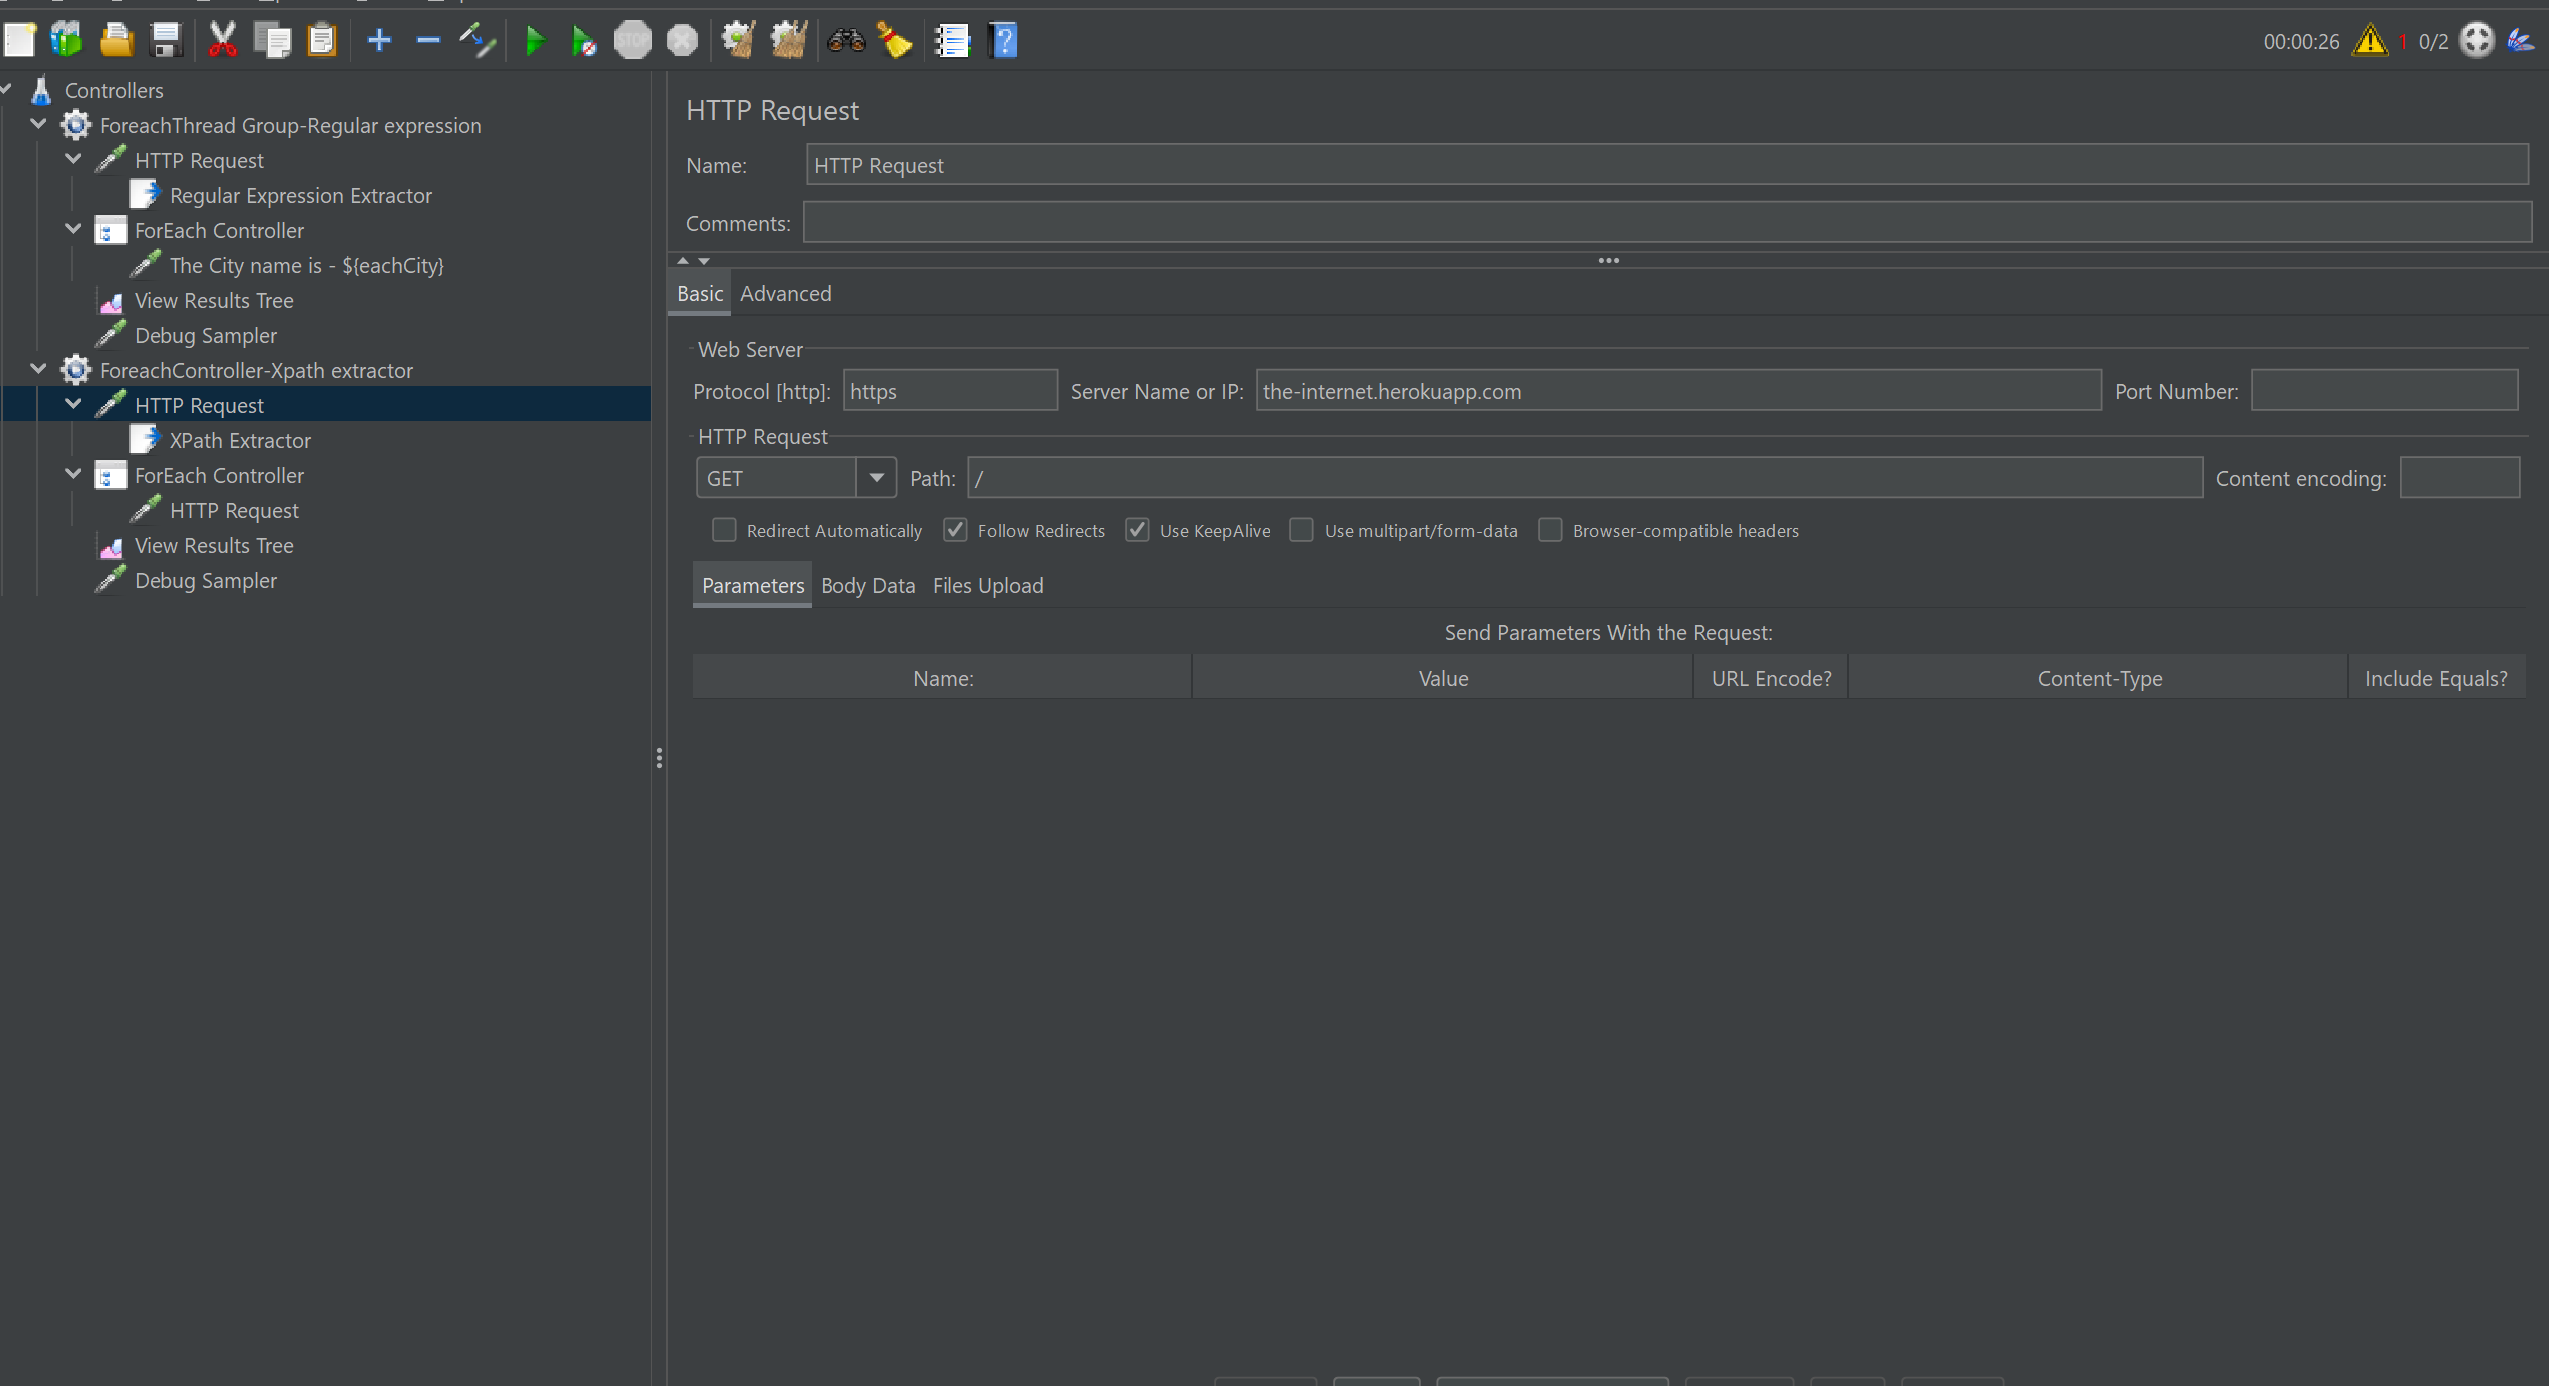 STOP
00:00:26 1 0/2
Controllers
ForeachThread Group-Regular expression
HTTP Request
Regular Expression Extractor
ForEach Controller
The City name is - ${eachCity}
View Results Tree
Debug Sampler
ForeachController-Xpath extractor
HTTP Request
XPath Extractor
ForEach Controller
HTTP Request
View Results Tree
Debug Sampler
HTTP Request
Name: HTTP Request
Comments:
Basic Advanced
Web Server
Protocol [http]: https Server Name or IP: the-internet.herokuapp.com Port Number:
HTTP Request
GET Path: / Content encoding:
Redirect Automatically Follow Redirects Use KeepAlive Use multipart/form-data Browser-compatible headers
Parameters Body Data Files Upload
Send Parameters With the Request:
Name: Value URL Encode? Content-Type Include Equals?